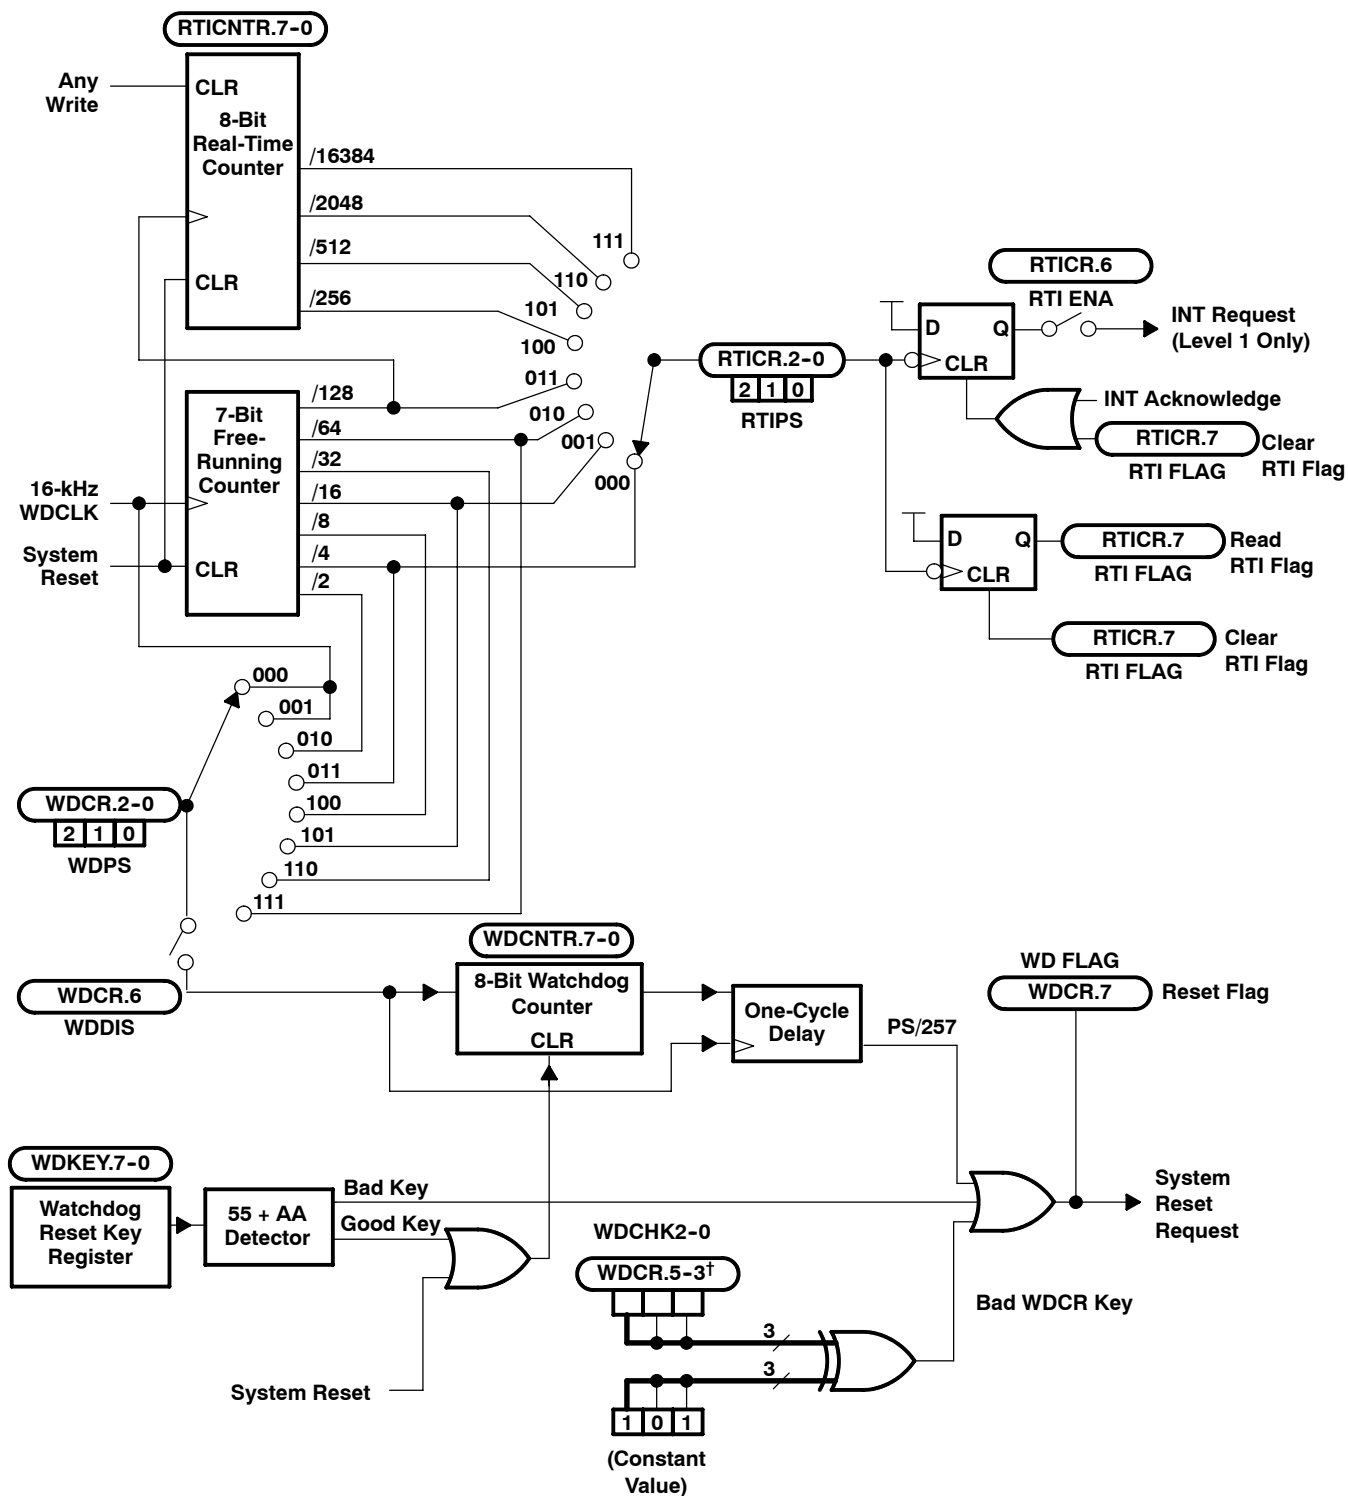 RTICNTR.7-0
Any
Write
CLR
8-Bit
Real-Time
Counter
CLR
/16384
/2048
/512
/256
111
110
101
100
011
010
001
000
7-Bit
Free-
Running
Counter
CLR
/128
/64
/32
/16
/8
/4
/2
16-kHz
WDCLK
System
Reset
RTICR.2-0
2 1 0
RTIPS
RTICR.6
RTI ENA
D Q
CLR
INT Request
(Level 1 Only)
INT Acknowledge
RTICR.7
RTI FLAG
Clear
RTI Flag
D Q
CLR
RTICR.7
RTI FLAG
Read
RTI Flag
RTICR.7
RTI FLAG
Clear
RTI Flag
000
001
010
011
100
101
110
111
WDCR.2-0
2 1 0
WDPS
WDCR.6
WDDIS
WDCNTR.7-0
8-Bit Watchdog
Counter
CLR
One-Cycle
Delay
PS/257
WD FLAG
WDCR.7
Reset Flag
WDKEY.7-0
Watchdog
Reset Key
Register
55 + AA
Detector
Bad Key
Good Key
System Reset
WDCHK2-0
WDCR.5-3†
3
3
1 0 1
(Constant
Value)
Bad WDCR Key
System
Reset
Request